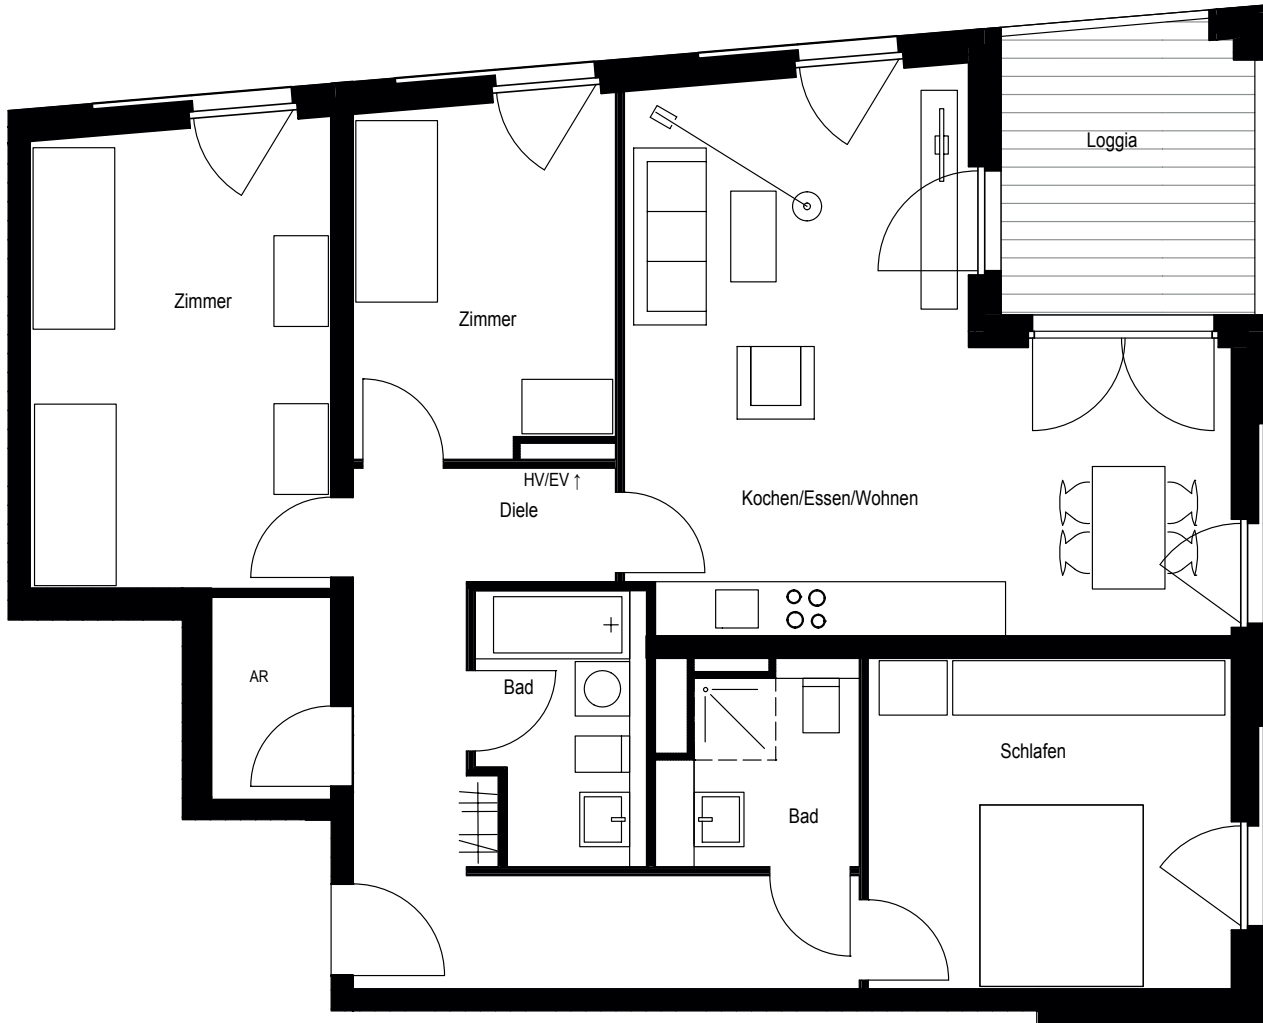 Loggia
Zimmer
Zimmer
HV/EV ↑
Diele
Kochen/Essen/Wohnen
AR
Bad
Schlafen
Bad